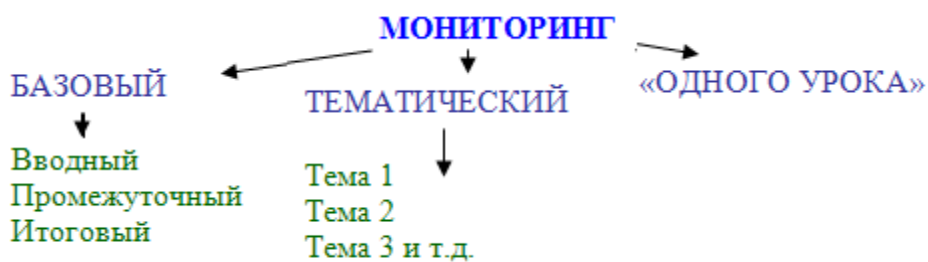 МОНИТОРИНГ
БАЗОВЫЙ
ТЕМАТИЧЕСКИЙ
«ОДНОГО УРОКА»
Вводный
Промежуточный
Итоговый
Тема 1
Тема 2
Тема 3 и т.д.